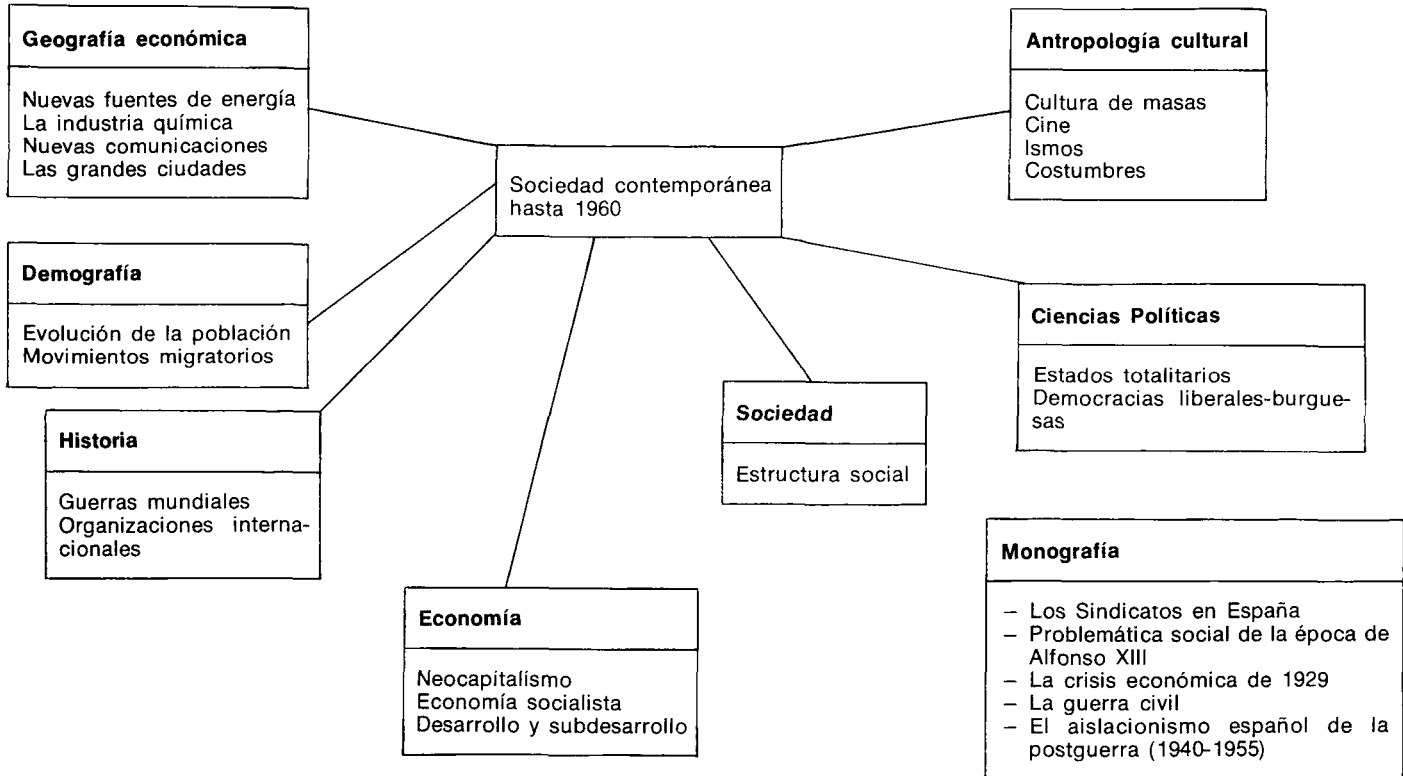 Geografía económica
Nuevas fuentes de energía
La industria química
Nuevas comunicaciones
Las grandes ciudades
Antropología cultural
Cultura de masas
Cine
Ismos
Costumbres
Sociedad contemporánea
hasta 1960
Demografía
Evolución de la población
Movimientos migratorios
Ciencias Políticas
Estados totalitarios
Democracias liberales-burgue-
sas
Historia
Guerras mundiales
Organizaciones interna-
cionales
Sociedad
Estructura social
Economía
Neocapitalismo
Economía socialista
Desarrollo y subdesarrollo
Monografía
– Los Sindicatos en España
– Problemática social de la época de
Alfonso XIII
– La crisis económica de 1929
– La guerra civil
– El aislacionismo español de la
postguerra (1940-1955)